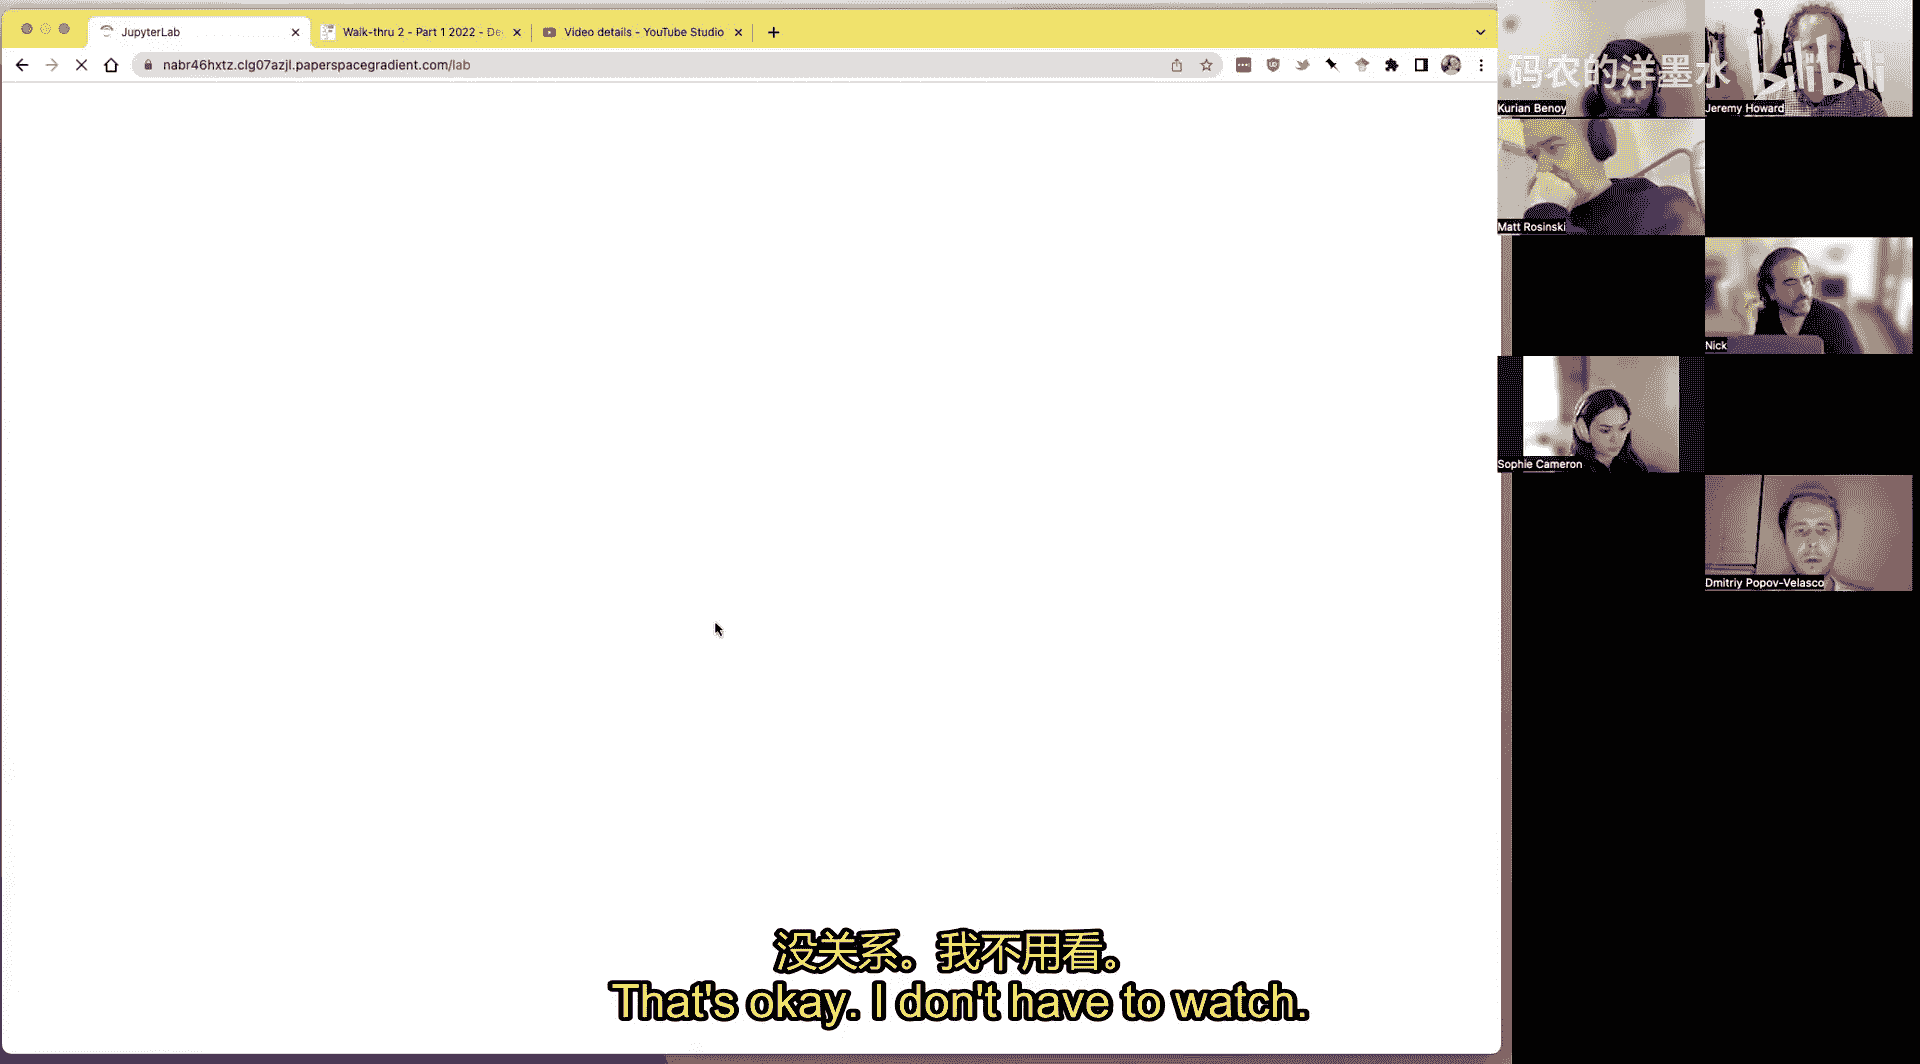 JupyterLab
Walk-thru 2 - Part 1 2022 - De
Video details - YouTube Studio
nabr46hxtz.clg07azjl.paperspacegradient.com/lab
码农的洋墨水
bilibili
Kurian Benoy
Jeremy Howard
Matt Rosinski
Nick
Sophie Cameron
Dmitriy Popov-Velasco
没关系。我不用看。
That's okay. I don't have to watch.